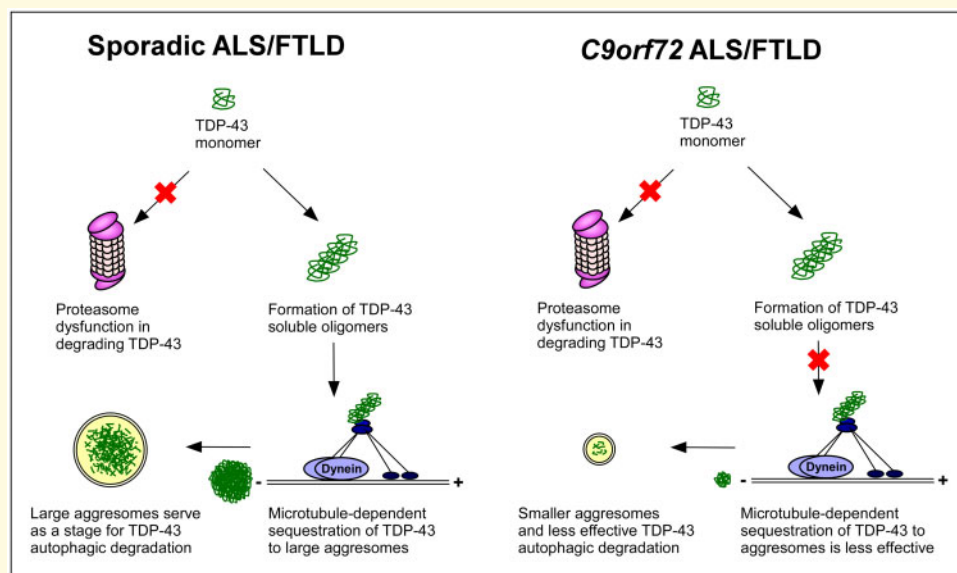 Sporadic ALS/FTLD
TDP-43
monomer
Proteasome
dysfunction in
degrading TDP-43
Formation of TDP-43
soluble oligomers
Dynein
-
+
Large aggresomes serve
as a stage for TDP-43
autophagic degradation
Microtubule-dependent
sequestration of TDP-43
to large aggresomes
C9orf72 ALS/FTLD
TDP-43
monomer
Proteasome
dysfunction in
degrading TDP-43
Formation of TDP-43
soluble oligomers
Dynein
-
+
Smaller aggresomes
and less effective TDP-43
autophagic degradation
Microtubule-dependent
sequestration of TDP-43 to
aggresomes is less effective